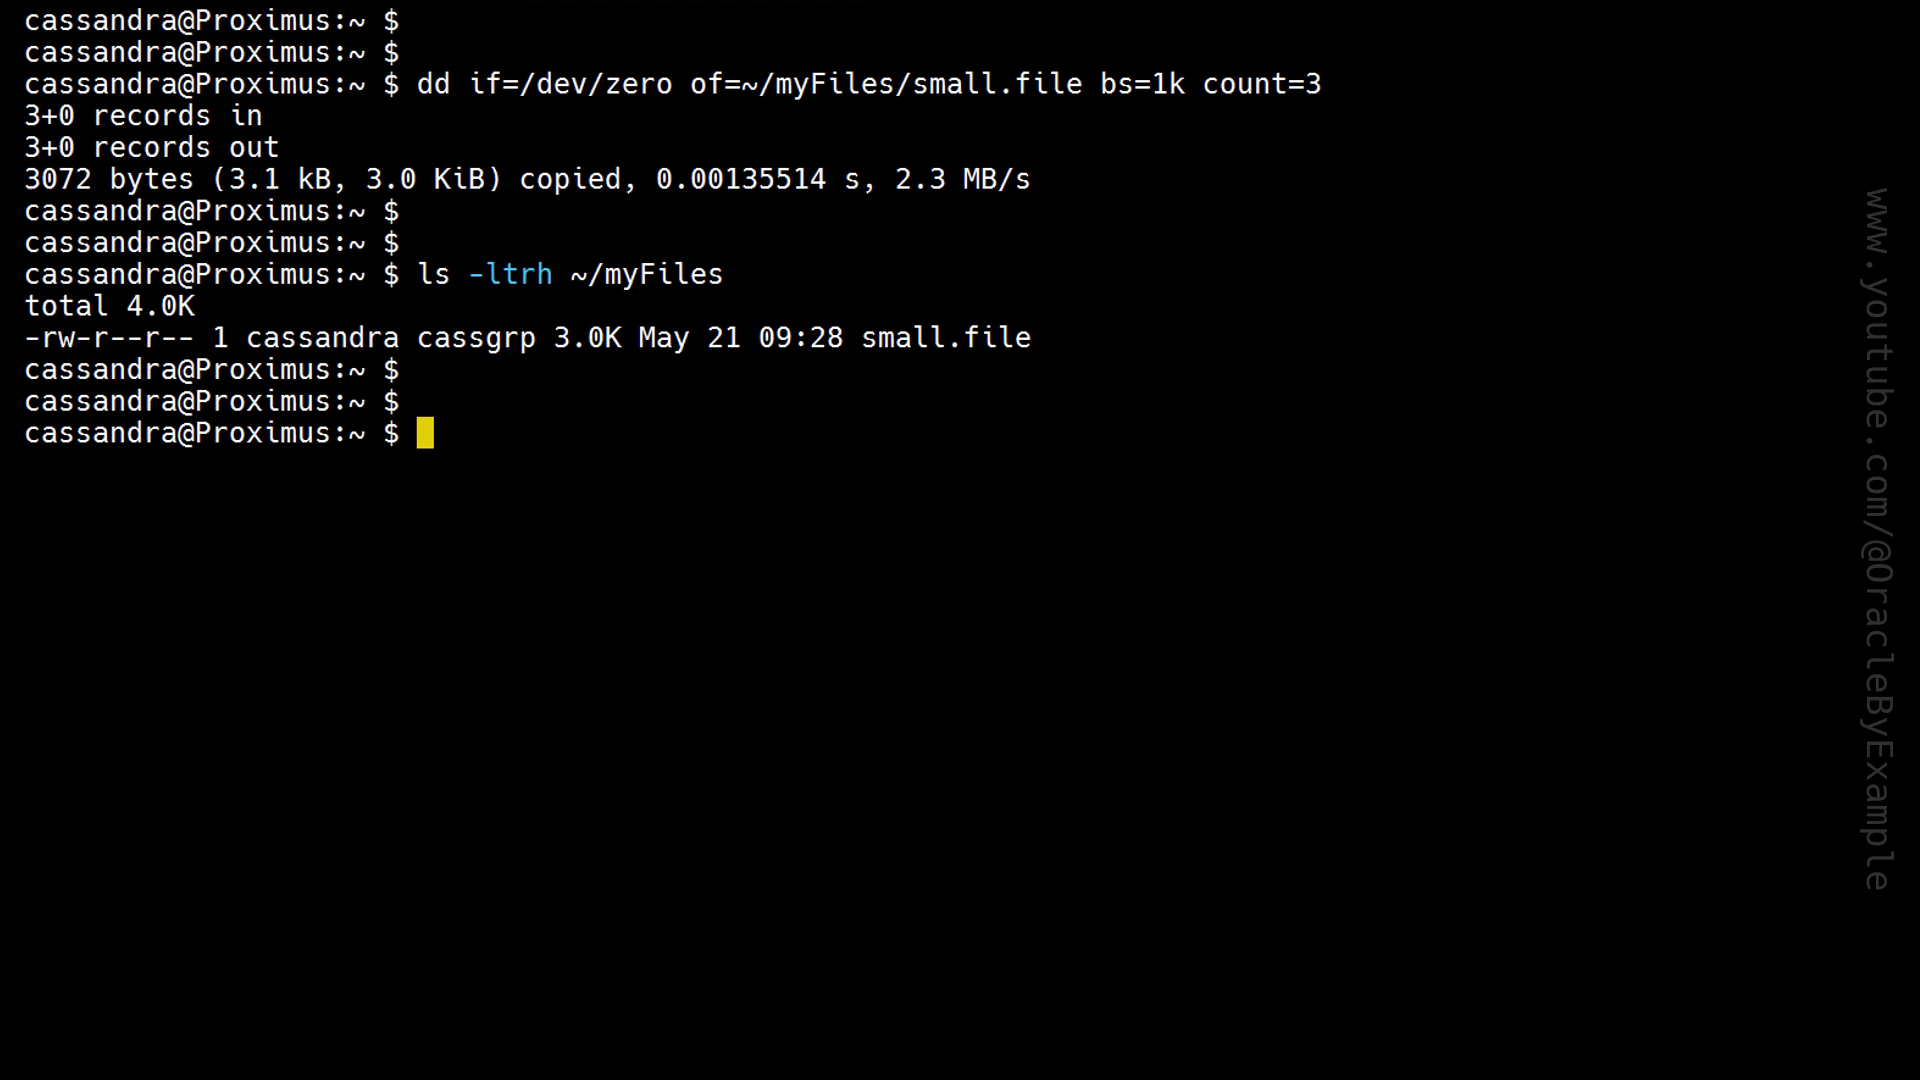 cassandra@Proximus:~ $
cassandra@Proximus:~ $
cassandra@Proximus:~ $ dd if=/dev/zero of=~/myFiles/small.file bs=1k count=3
3+0 records in
3+0 records out
3072 bytes (3.1 kB, 3.0 KiB) copied, 0.00135514 s, 2.3 MB/s
cassandra@Proximus:~ $
cassandra@Proximus:~ $
cassandra@Proximus:~ $ ls -ltrh ~/myFiles
total 4.0K
-rw-r--r-- 1 cassandra cassgrp 3.0K May 21 09:28 small.file
cassandra@Proximus:~ $
cassandra@Proximus:~ $
cassandra@Proximus:~ $
www.youtube.com/@OracleByExample